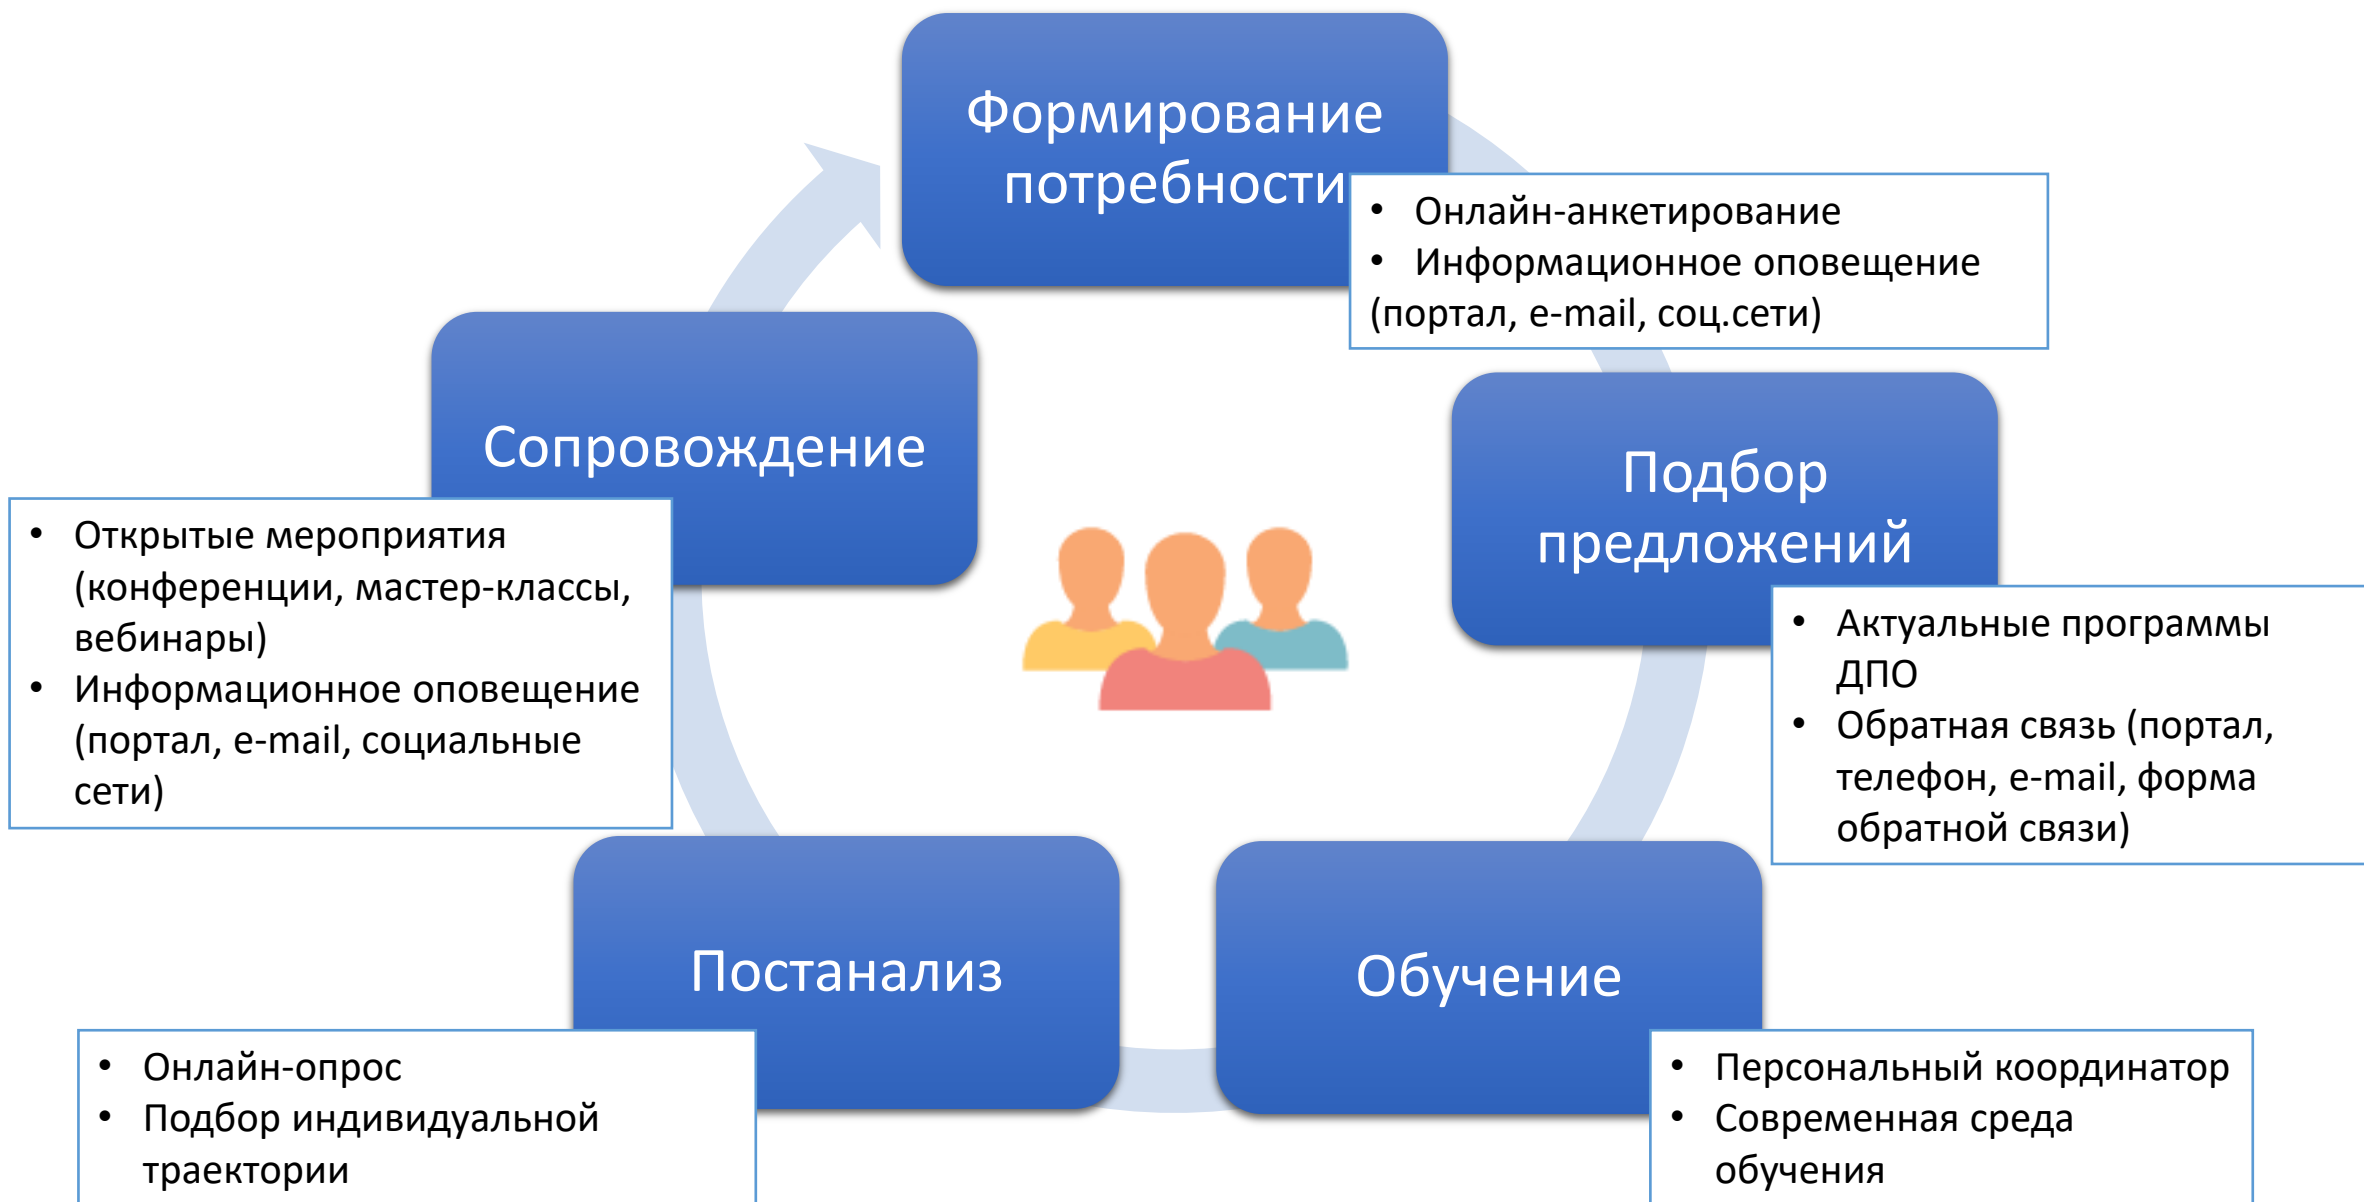 Формирование
потребности
• Онлайн-анкетирование
• Информационное оповещение
(портал, e-mail, соц.сети)
Подбор
предложений
• Актуальные программы
ДПО
• Обратная связь (портал,
телефон, e-mail, форма
обратной связи)
Обучение
• Персональный координатор
• Современная среда
обучения
Постанализ
• Онлайн-опрос
• Подбор индивидуальной
траектории
Сопровождение
• Открытые мероприятия
(конференции, мастер-классы,
вебинары)
• Информационное оповещение
(портал, e-mail, социальные
сети)